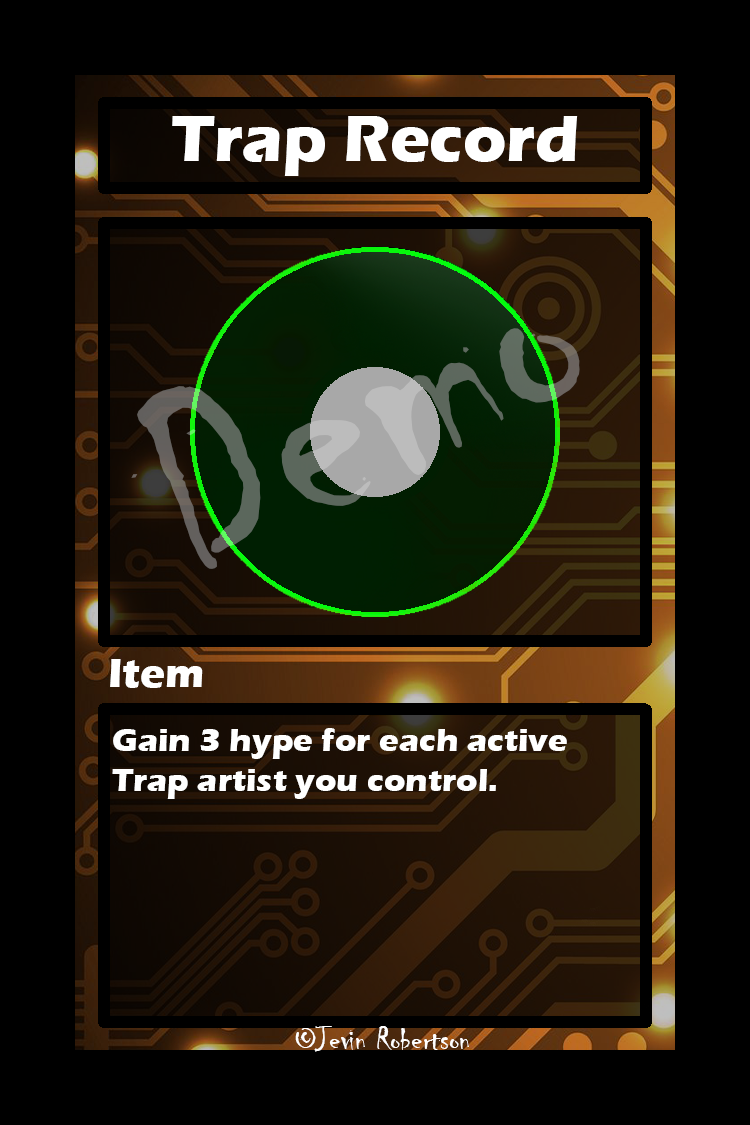 Trap Record
Demo
Item
Gain 3 hype for each active
Trap artist you control.
©Jevin Robertson